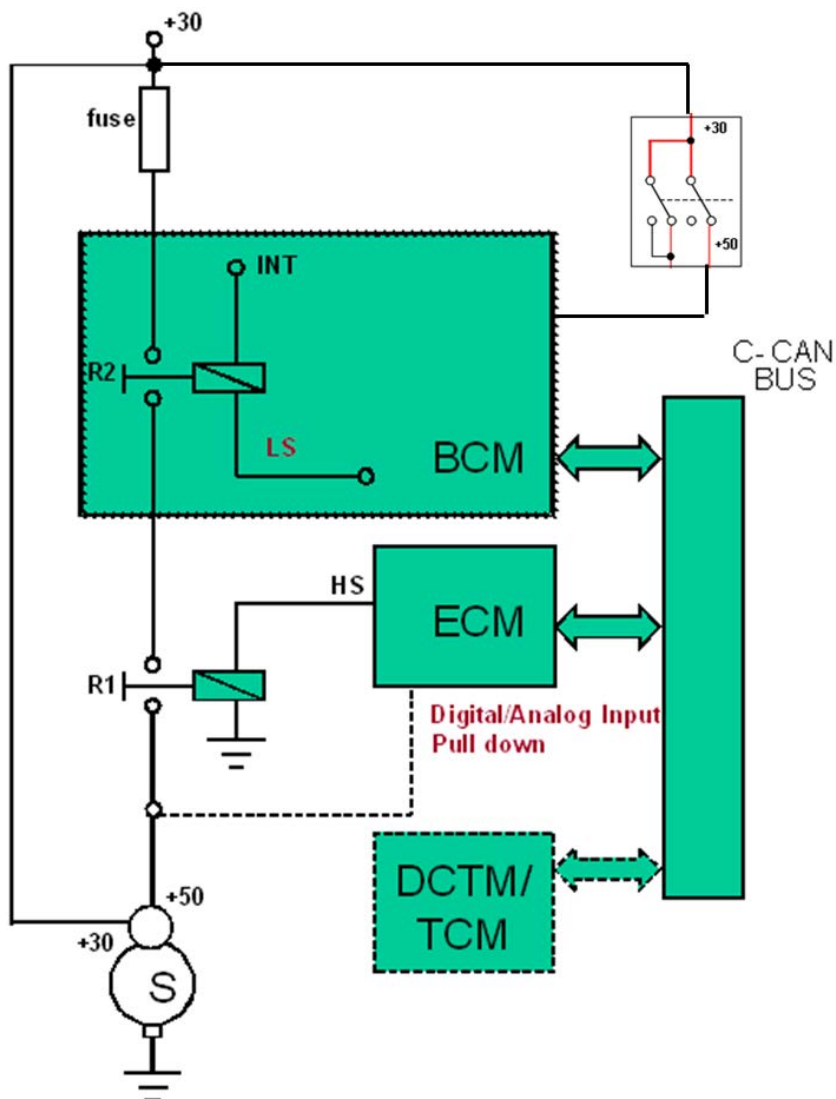 +30
fuse
+30
+50
INT
R2
LS
BCM
C-CAN
BUS
HS
ECM
R1
Digital/Analog Input
Pull down
DCTM/
TCM
+50
+30
S